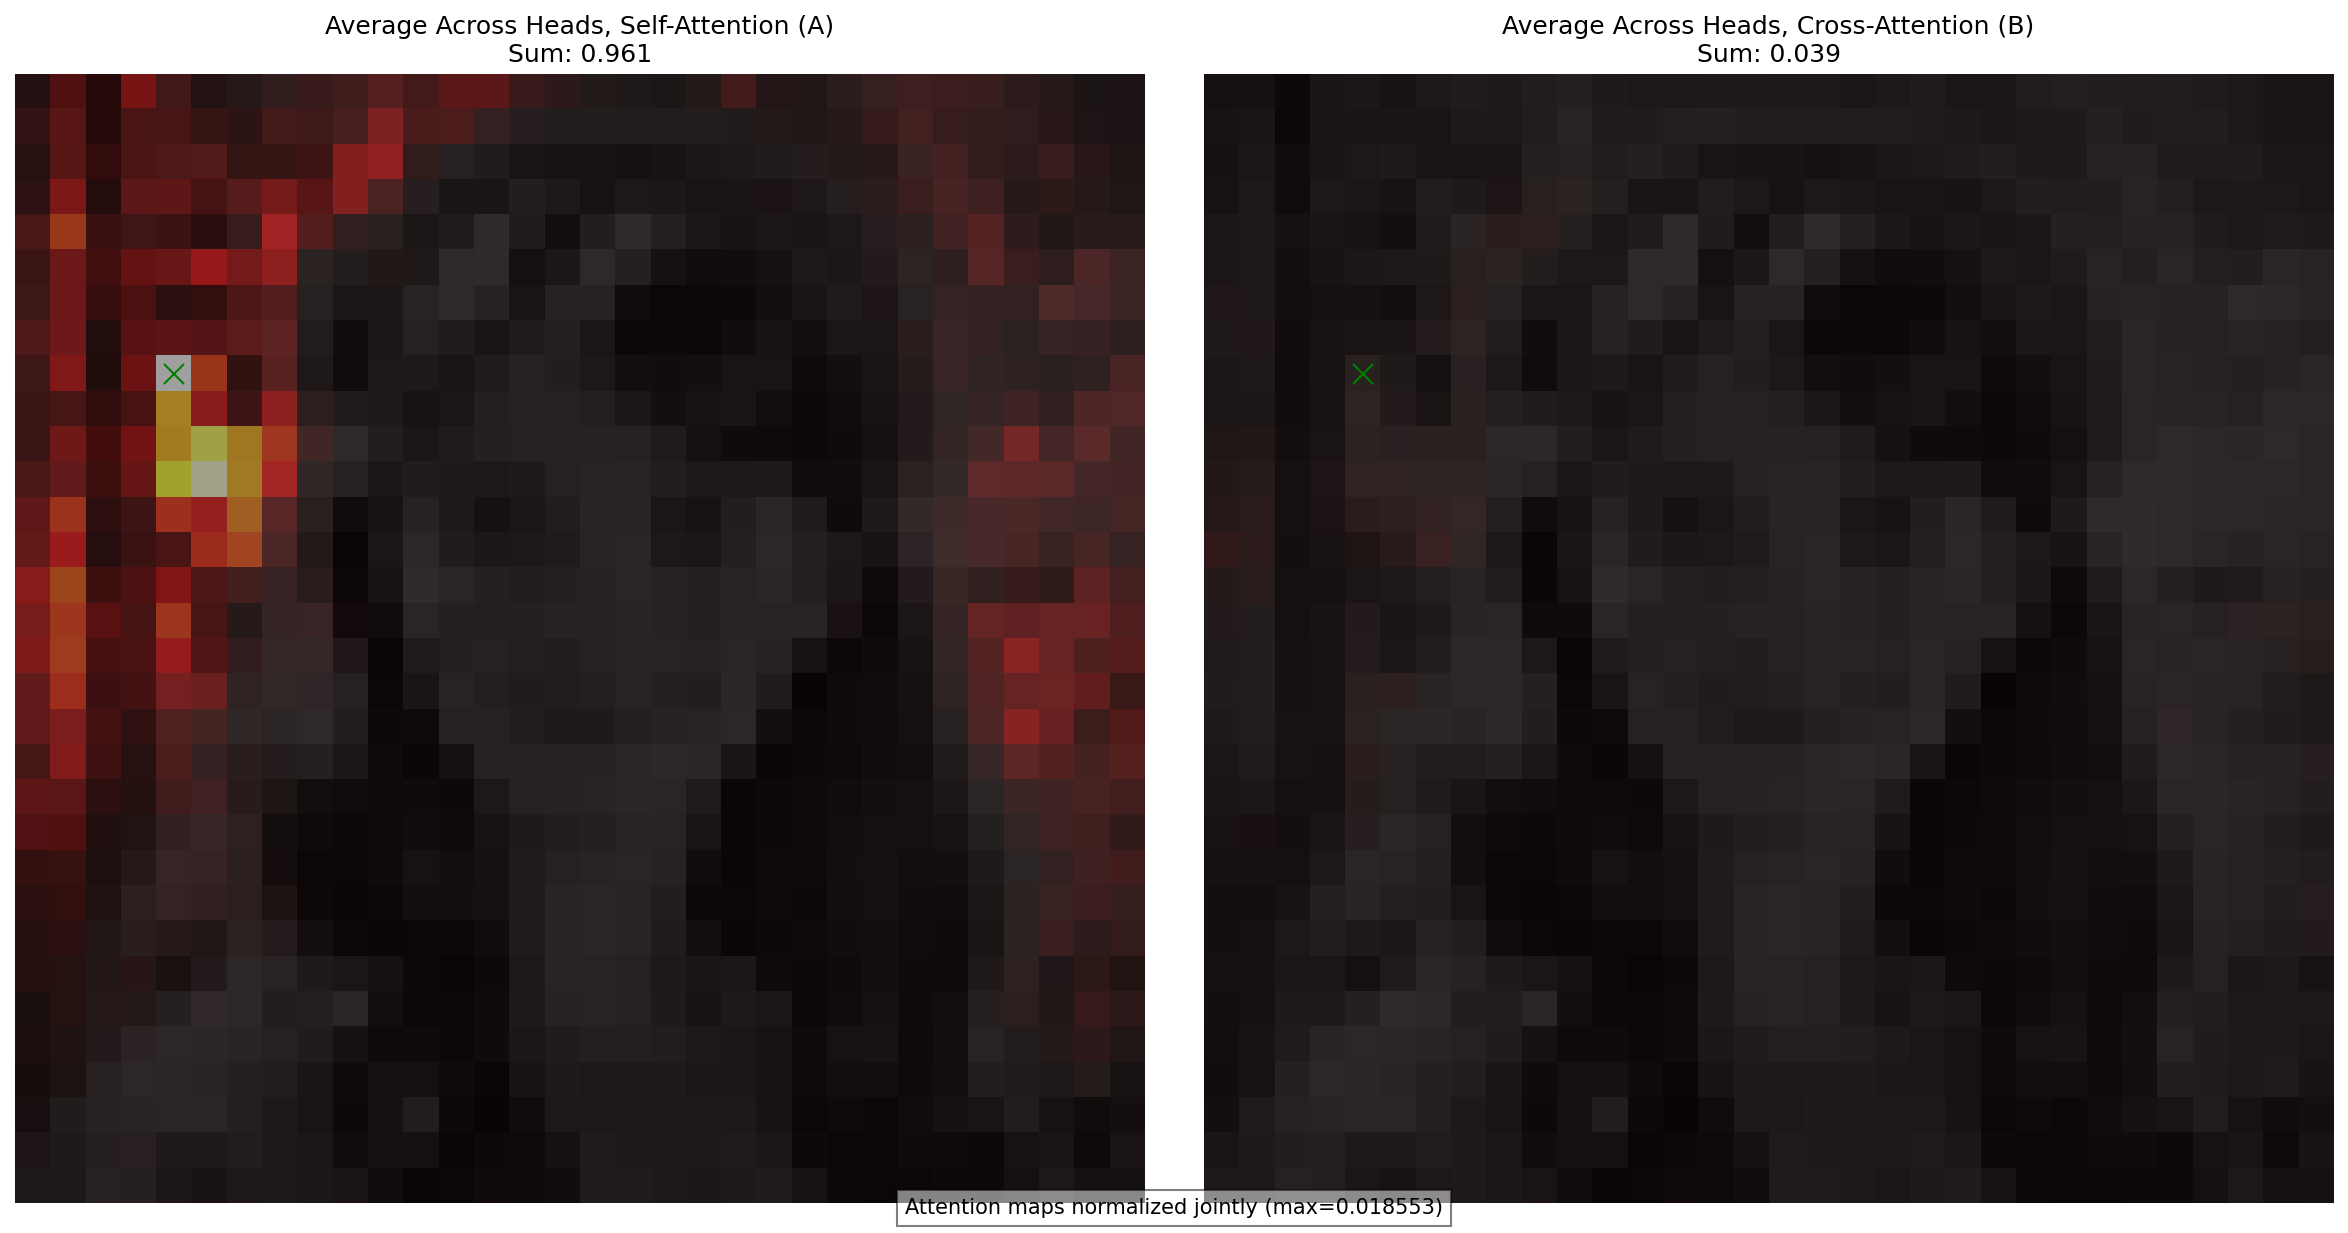 Average Across Heads, Self-Attention (A)
Sum: 0.961
Average Across Heads, Cross-Attention (B)
Sum: 0.039
Attention maps normalized jointly (max=0.018553)